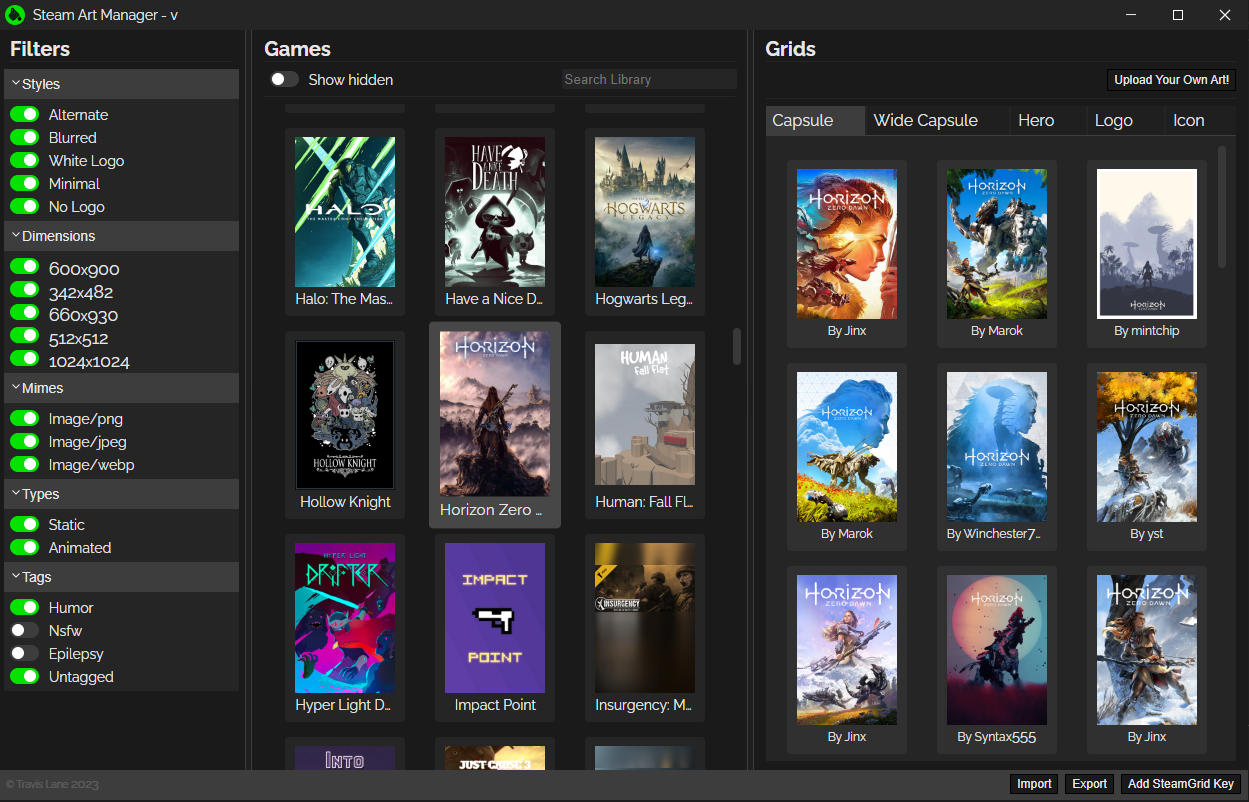 Steam Art Manager - v
Filters
Styles
Alternate
Blurred
White Logo
Minimal
No Logo
Dimensions
600x900
342x482
660x930
512x512
1024x1024
Mimes
Image/png
Image/jpeg
Image/webp
Types
Static
Animated
Tags
Humor
Nsfw
Epilepsy
Untagged
Games
Show hidden
Search Library
HALO
THE MASTER CHIEF COLLECTION
Halo: The Mas...
HAVE
A NICE
DEATH
Have a Nice D...
HOGWARTS
LEGACY
Hogwarts Leg...
HOLLOW KNIGHT
Hollow Knight
HORIZON
ZERO DAWN
Horizon Zero ...
HUMAN
Fall Flat
Human: Fall Fl...
HYPER LIGHT
DRIFTER
Hyper Light D...
IMPACT
POINT
Impact Point
INSURGENCY
Insurgency: M...
INTO
JUST CAUSE 3
Grids
Upload Your Own Art!
Capsule
Wide Capsule
Hero
Logo
Icon
HORIZON
ZERO DAWN
By Jinx
HORIZON
ZERO DAWN
By Marok
HORIZON
By mintchip
HORIZON
ZERO DAWN
By Marok
HORIZON
ZERO DAWN
By Winchester7...
HORIZON
ZERO DAWN
By yst
HORIZON
ZERO DAWN
By Jinx
HORIZON
ZERO DAWN
By Syntax555
HORIZON
ZERO DAWN
By Jinx
© Travis Lane 2023
Import
Export
Add SteamGrid Key